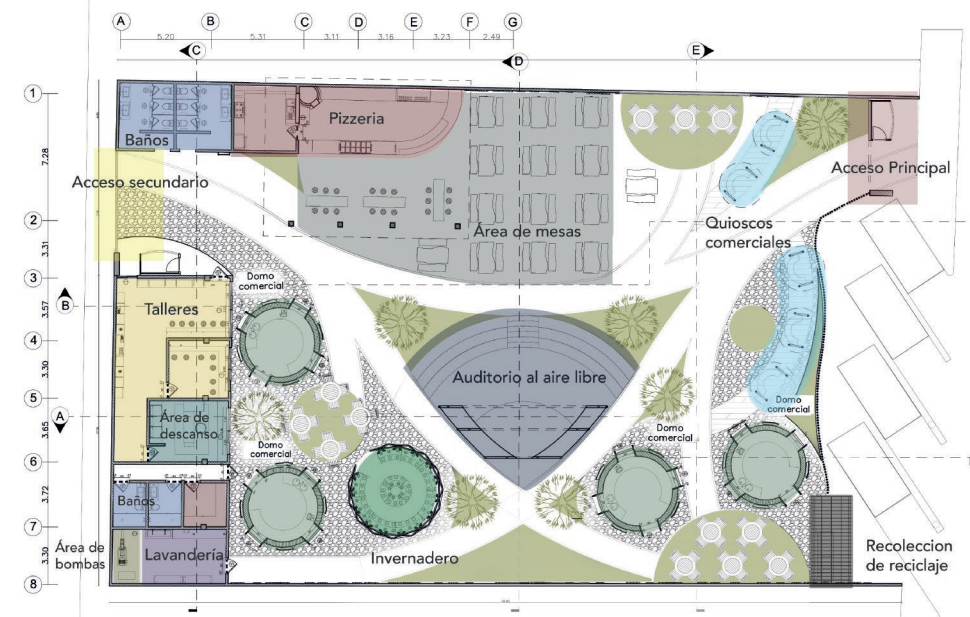 A
B
C
D
E
F
G
5.20
5.31
3.11
3.16
3.23
2.49
C
D
E
1
Pizzeria
Baños
7.28
Acceso secundario
Acceso Principal
2
Área de mesas
Quioscos
comerciales
3.31
3
Domo
comercial
B
3.57
Talleres
4
3.30
Auditorio al aire libre
5
Domo
comercial
A
Área de
descanso
3.65
Domo
comercial
Domo
comercial
6
3.72
Baños
7
Área de
bombas
Lavandería
Invernadero
Recoleccion
de reciclaje
3.30
8